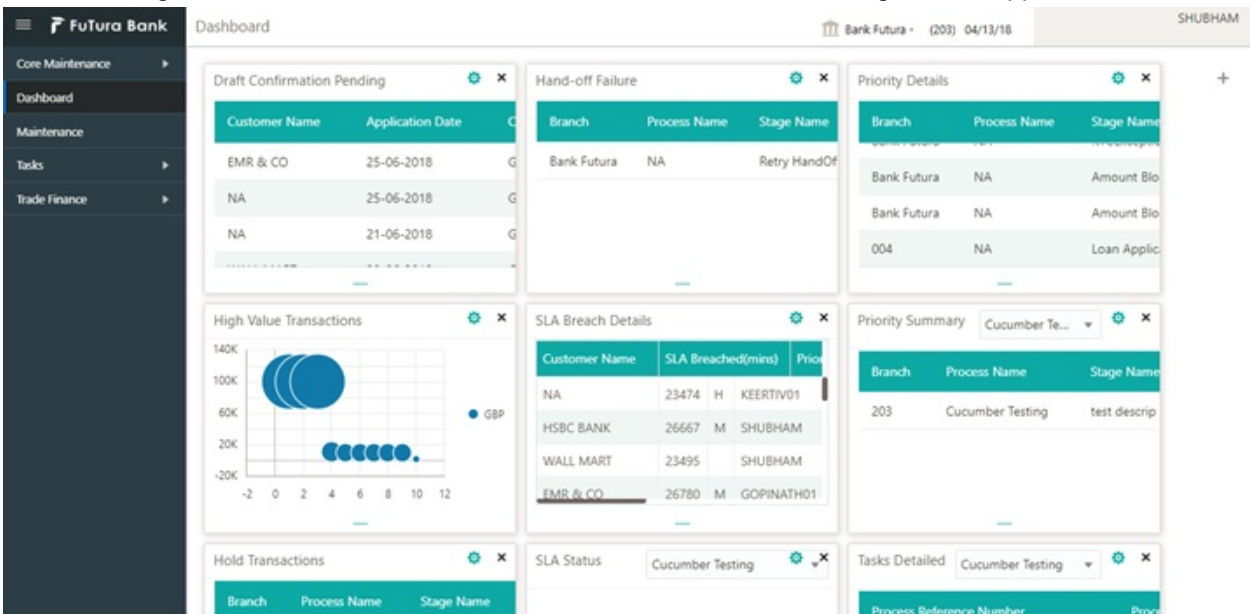 FuTura Bank
Dashboard
Bank Futura - (203) 04/13/18
SHUBHAM
Core Maintenance
Dashboard
Maintenance
Tasks
Trade Finance
Draft Confirmation Pending
Customer Name Application Date
EMR & CO 25-06-2018
NA 25-06-2018
NA 21-06-2018
Hand-off Failure
Branch Process Name Stage Name
Bank Futura NA Retry HandOf
Priority Details
Branch Process Name Stage Name
Bank Futura NA Amount Blo
Bank Futura NA Amount Blo
004 NA Loan Applic
High Value Transactions
140K
100K
60K
20K
-20K
-2 0 2 4 6 8 10 12
GBP
SLA Breach Details
Customer Name SLA Breached(mins) Prior
NA 23474 H KEERTIV01
HSBC BANK 26667 M SHUBHAM
WALL MART 23495 SHUBHAM
EMR & CO 26780 M GOPINATH01
Priority Summary Cucumber Te...
Branch Process Name Stage Name
203 Cucumber Testing test descrip
Hold Transactions
Branch Process Name Stage Name
SLA Status Cucumber Testing
Tasks Detailed Cucumber Testing
Process Reference Number Proc